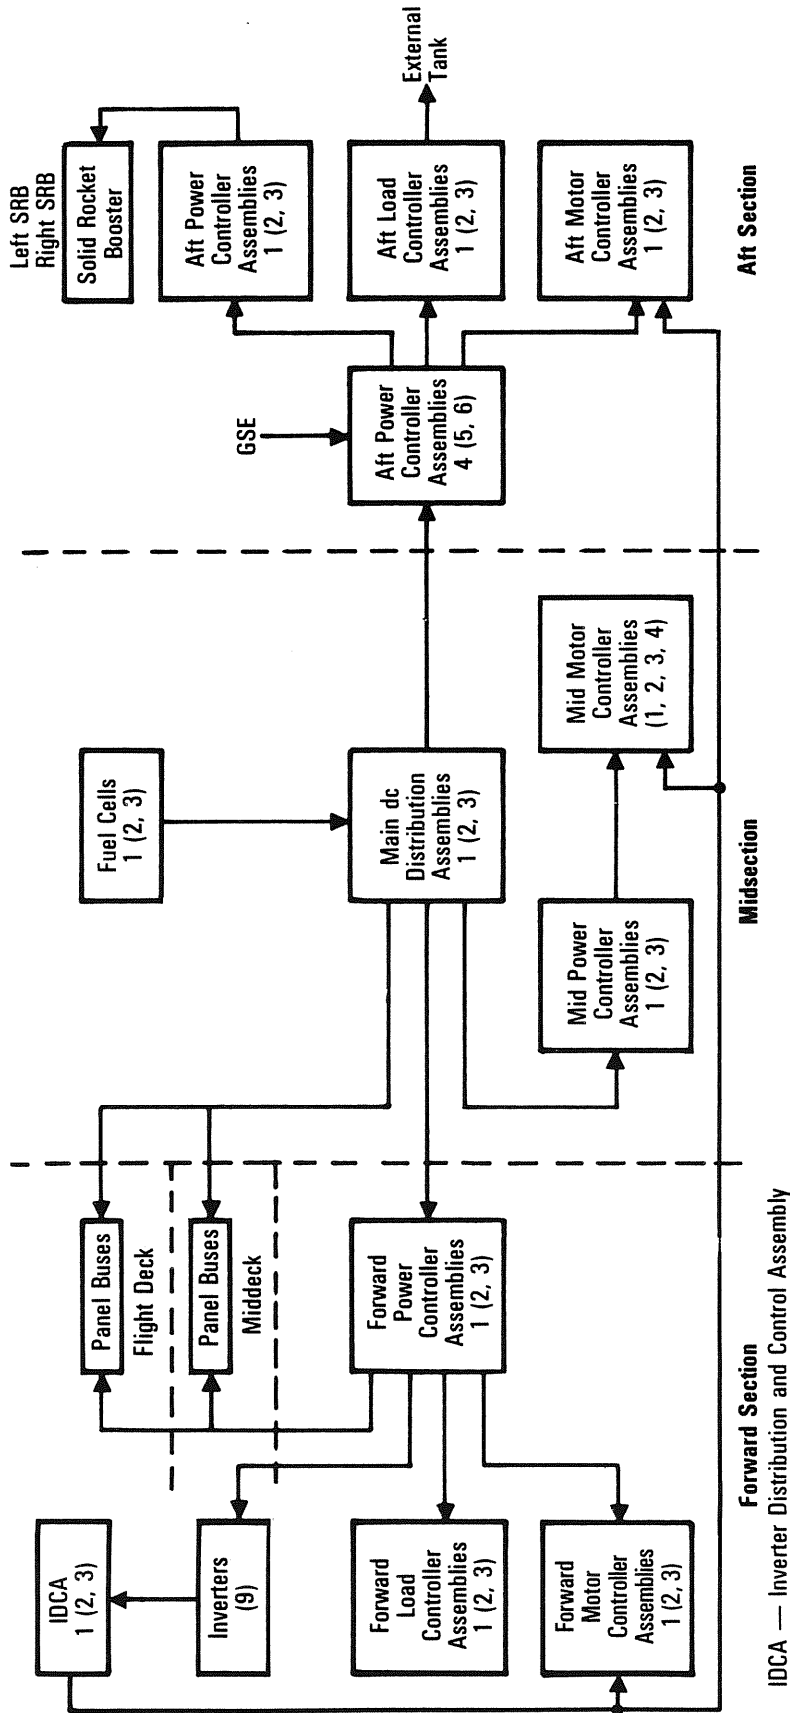 IDCA
1 (2, 3)
Inverters
(9)
Forward
Load
Controller
Assemblies
1 (2, 3)
Forward
Motor
Controller
Assemblies
1 (2, 3)
Panel Buses
Flight Deck
Panel Buses
Middeck
Forward
Power
Controller
Assemblies
1 (2, 3)
Forward Section
Fuel Cells
1 (2, 3)
Main dc
Distribution
Assemblies
1 (2, 3)
Mid Power
Controller
Assemblies
1 (2, 3)
Mid Motor
Controller
Assemblies
(1, 2, 3, 4)
Midsection
GSE
Aft Power
Controller
Assemblies
4 (5, 6)
Left SRB
Right SRB
Solid Rocket
Booster
Aft Power
Controller
Assemblies
1 (2, 3)
External
Tank
Aft Load
Controller
Assemblies
1 (2, 3)
Aft Motor
Controller
Assemblies
1 (2, 3)
Aft Section
IDCA — Inverter Distribution and Control Assembly